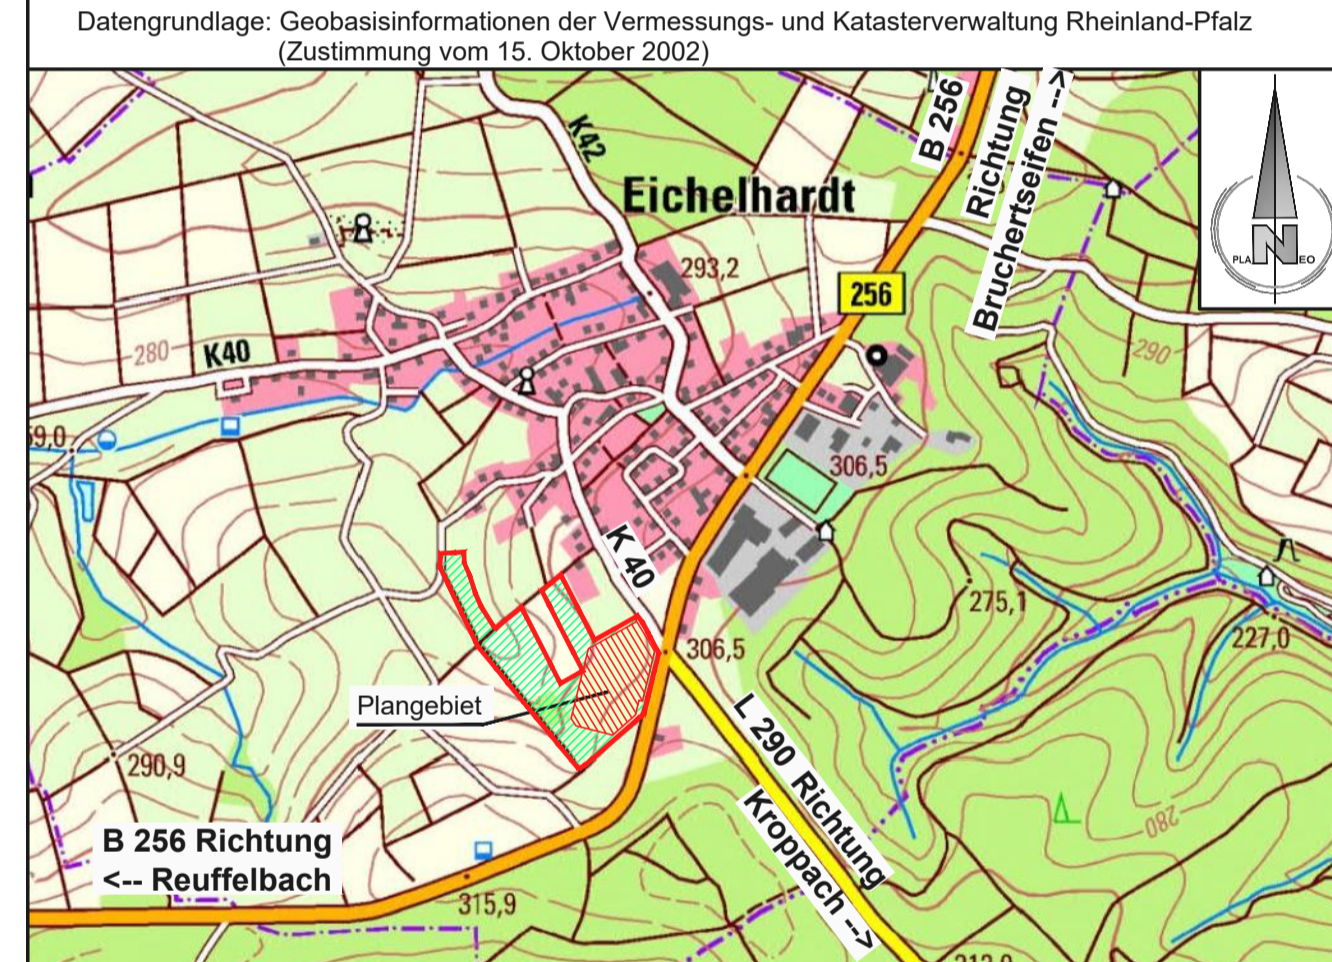 Datengrundlage: Geobasisinformationen der Vermessungs- und Katasterverwaltung Rheinland-Pfalz
(Zustimmung vom 15. Oktober 2002)
B 256
Richtung
Bruchertseifen -->
K42
Eichelhardt
PLA N EO
293,2
256
280
K40
290
306,5
K 40
275,1
227,0
306,5
Plangebiet
L 290 Richtung
Kroppach -->
290,9
280
B 256 Richtung
<-- Reuffelbach
315,9